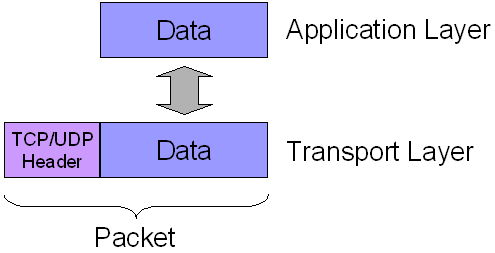 Data
Application Layer
TCP/UDP
Header
Data
Transport Layer
Packet